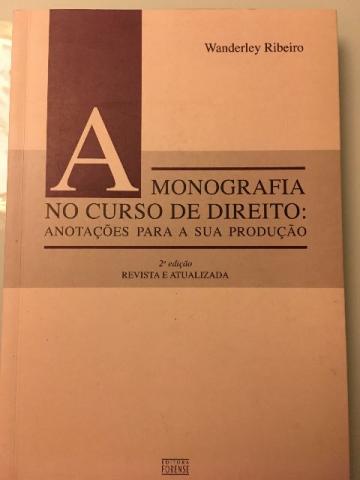 Wanderley Ribeiro
A MONOGRAFIA
NO CURSO DE DIREITO:
ANOTAÇÕES PARA A SUA PRODUÇÃO
2ª edição
REVISTA E ATUALIZADA
EDITORA
FORENSE